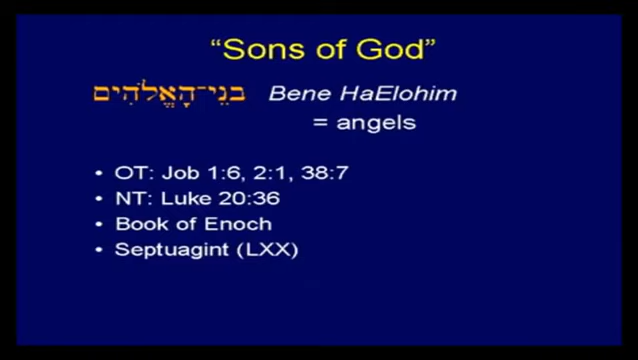 “Sons of God”
בְּנֵי־הָאֱלֹהִים Bene HaElohim
= angels
• OT: Job 1:6, 2:1, 38:7
• NT: Luke 20:36
• Book of Enoch
• Septuagint (LXX)